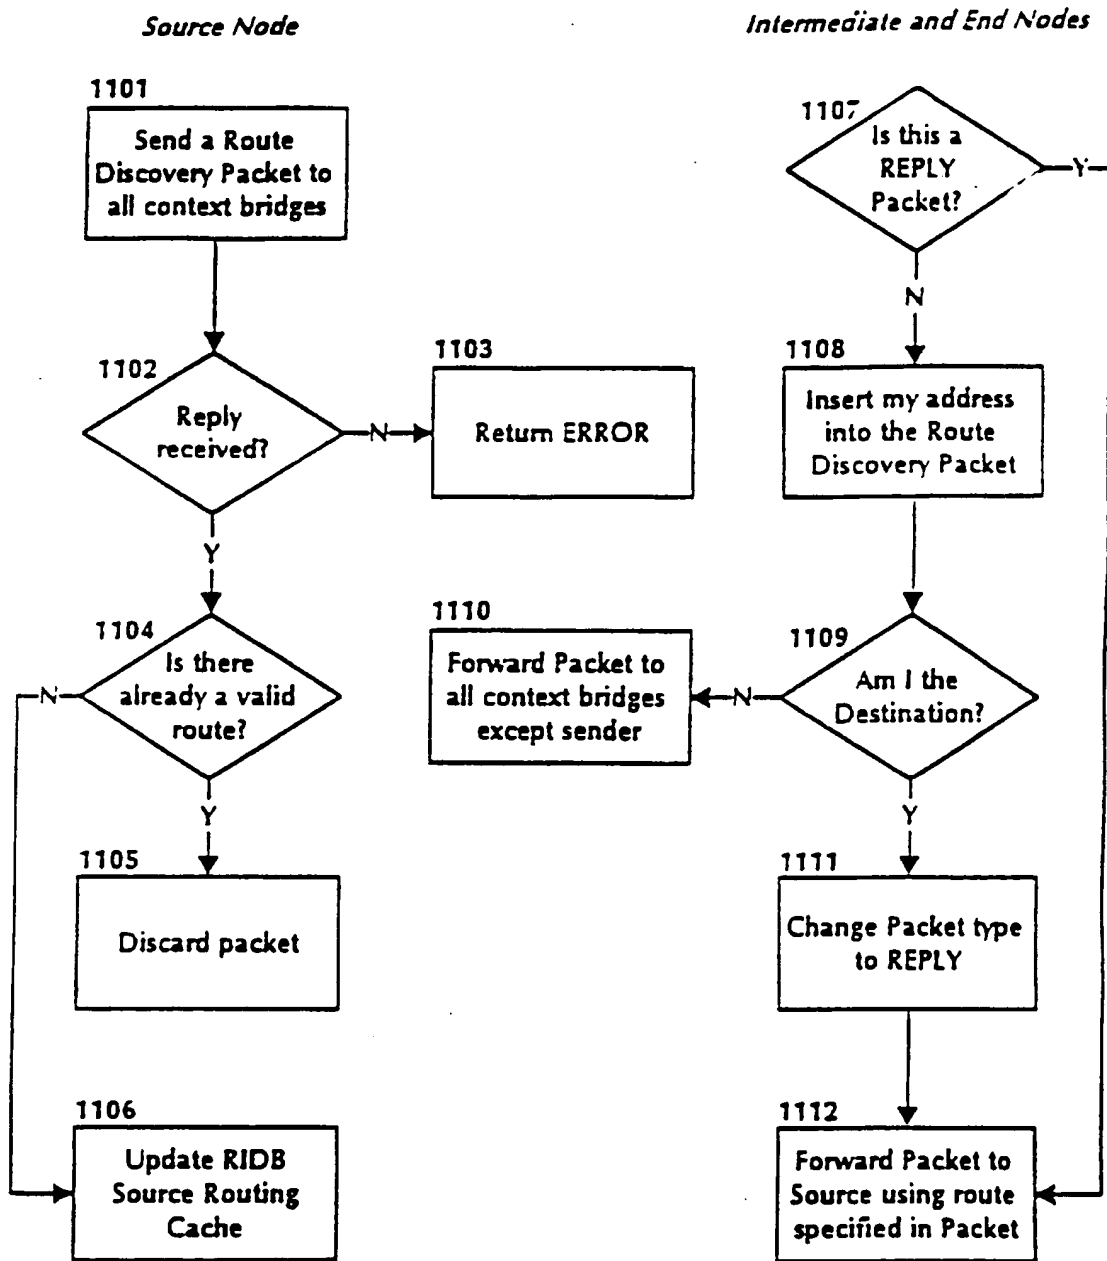 Source Node
1101
Send a Route
Discovery Packet to
all context bridges
1102
Reply
received?
N
1103
Return ERROR
Y
1104
Is there
already a valid
route?
N
Y
1105
Discard packet
1106
Update RIDB
Source Routing
Cache
Intermediate and End Nodes
1107
Is this a
REPLY
Packet?
Y
N
1108
Insert my address
into the Route
Discovery Packet
1109
Am I the
Destination?
N
1110
Forward Packet to
all context bridges
except sender
Y
1111
Change Packet type
to REPLY
1112
Forward Packet to
Source using route
specified in Packet